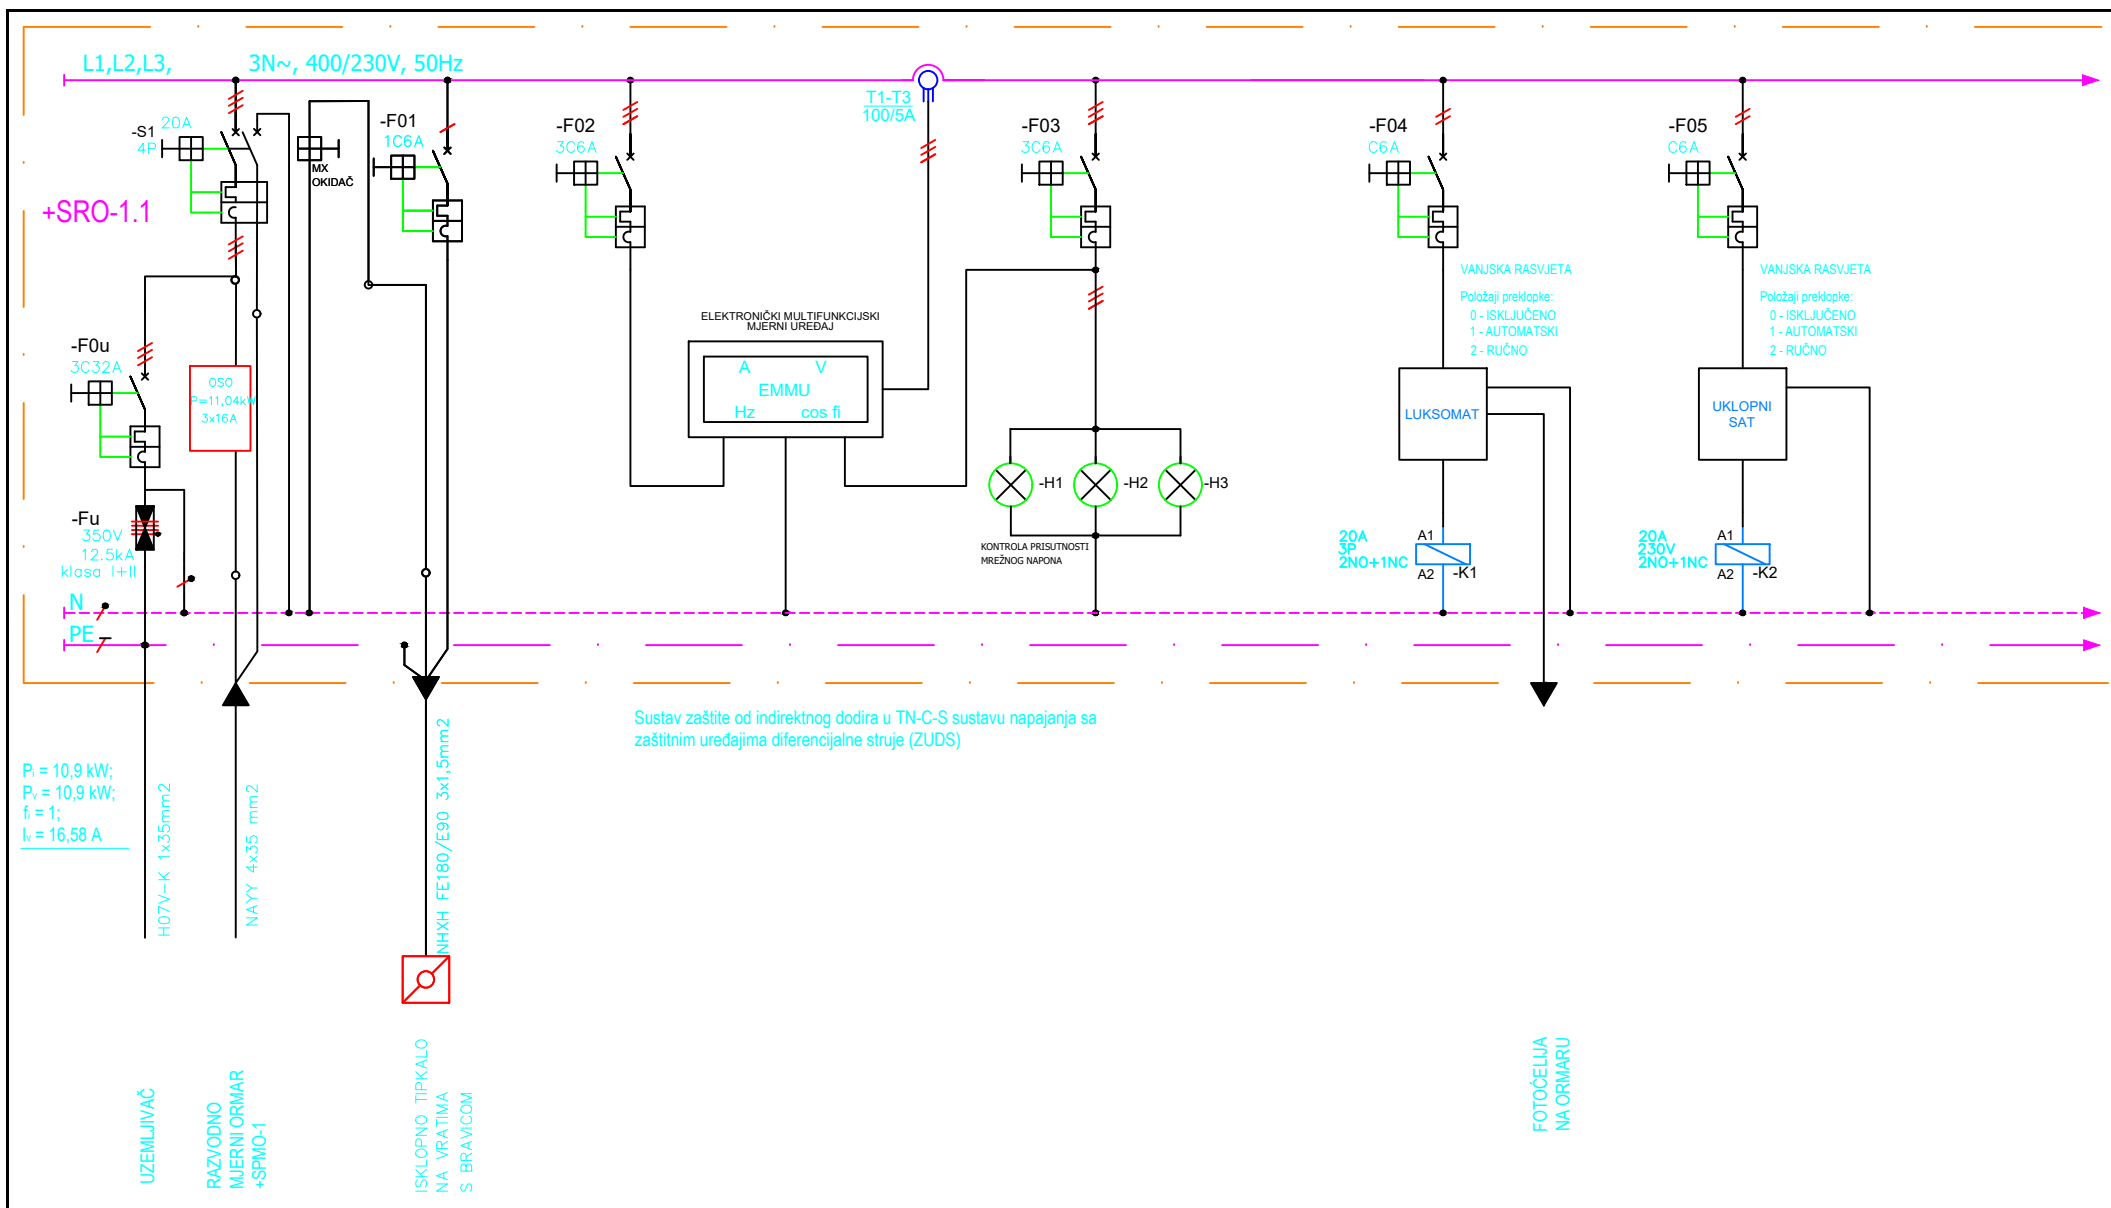 L1,L2,L3,
3N~, 400/230V, 50Hz
-S1
20A
4P
MX
OKIDAČ
-F01
1C6A
-F02
3C6A
T1-T3
100/5A
-F03
3C6A
-F04
C6A
-F05
C6A
+SRO-1.1
VANJSKA RASVJETA
Položaji preklopke:
0 - ISKLJUČENO
1 - AUTOMATSKI
2 - RUČNO
VANJSKA RASVJETA
Položaji preklopke:
0 - ISKLJUČENO
1 - AUTOMATSKI
2 - RUČNO
-F0u
3C32A
OSO
P=11,04kW
3x16A
ELEKTRONIČKI MULTIFUNKCIJSKI
MJERNI UREĐAJ
A V
EMMU
Hz cos fi
LUKSOMAT
UKLOPNI
SAT
-H1
-H2
-H3
-Fu
350V
12.5kA
klasa I+II
KONTROLA PRISUTNOSTI
MREŽNOG NAPONA
20A
3P
2NO+1NC
A1
A2
-K1
20A
230V
2NO+1NC
A1
A2
-K2
N
PE
Sustav zaštite od indirektnog dodira u TN-C-S sustavu napajanja sa
zaštitnim uređajima diferencijalne struje (ZUDS)
Pi = 10,9 kW;
Pv = 10,9 kW;
fi = 1;
Iv = 16,58 A
H07V-K 1x35mm2
NAYY 4x35 mm2
NHXH FE180/E90 3x1,5mm2
UZEMLJIVAČ
RAZVODNO
MJERNI ORMAR
+SPMO-1
ISKLOPNO TIPKALO
NA VRATIMA
S BRAVICOM
FOTOĆELIJA
NA ORMARU